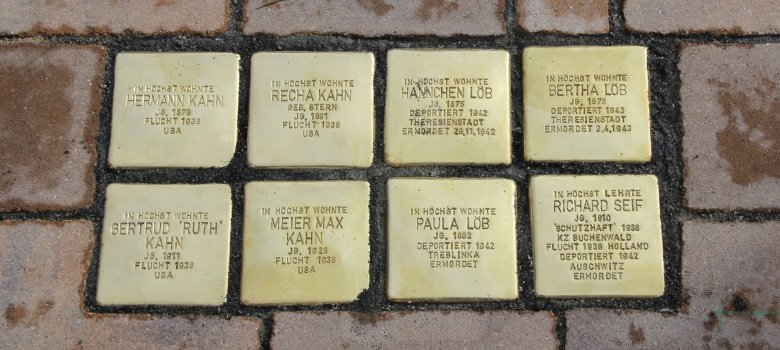 IN HÖCHST WOHNTE
HERMANN KAHN
JG. 1878
FLUCHT 1938
USA
IN HÖCHST WOHNTE
RECHA KAHN
GEB. STERN
JG. 1881
FLUCHT 1938
USA
IN HÖCHST WOHNTE
HANNCHEN LÖB
JG. 1875
DEPORTIERT 1942
THERESIENSTADT
ERMORDET 29.11.1942
IN HÖCHST WOHNTE
BERTHA LÖB
JG. 1878
DEPORTIERT 1943
THERESIENSTADT
ERMORDET 2.4.1943
IN HÖCHST WOHNTE
GERTRUD 'RUTH'
KAHN
JG. 1911
FLUCHT 1939
USA
IN HÖCHST WOHNTE
MEIER MAX
KAHN
JG. 1928
FLUCHT 1938
USA
IN HÖCHST WOHNTE
PAULA LÖB
JG. 1882
DEPORTIERT 1942
TREBLINKA
ERMORDET
IN HÖCHST LEHRTE
RICHARD SEIF
JG. 1910
'SCHUTZHAFT' 1938
KZ BUCHENWALD
FLUCHT 1939 HOLLAND
DEPORTIERT 1942
AUSCHWITZ
ERMORDET